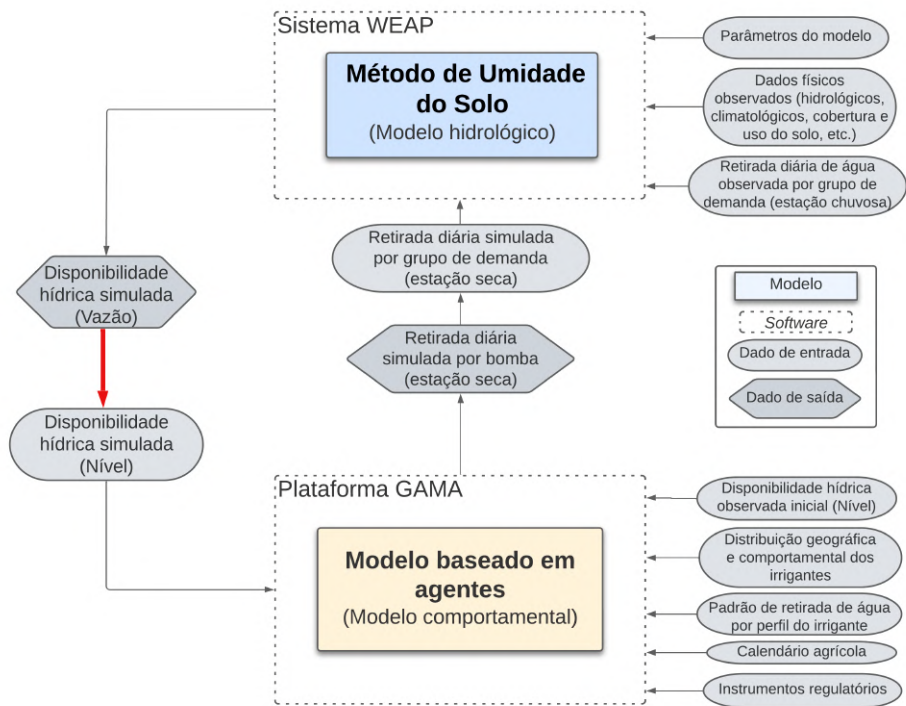 Sistema WEAP
Método de Umidade
do Solo
(Modelo hidrológico)
Parâmetros do modelo
Dados físicos
observados (hidrológicos,
climatológicos, cobertura e
uso do solo, etc.)
Retirada diária de água
observada por grupo de
demanda (estação chuvosa)
Disponibilidade
hídrica simulada
(Vazão)
Retirada diária simulada
por grupo de demanda
(estação seca)
Retirada diária
simulada por bomba
(estação seca)
Disponibilidade
hídrica simulada
(Nível)
Modelo
Software
Dado de entrada
Dado de saída
Plataforma GAMA
Modelo baseado em
agentes
(Modelo comportamental)
Disponibilidade hídrica
observada inicial (Nível)
Distribuição geográfica
e comportamental dos
irrigantes
Padrão de retirada de água
por perfil do irrigante
Calendário agrícola
Instrumentos regulatórios